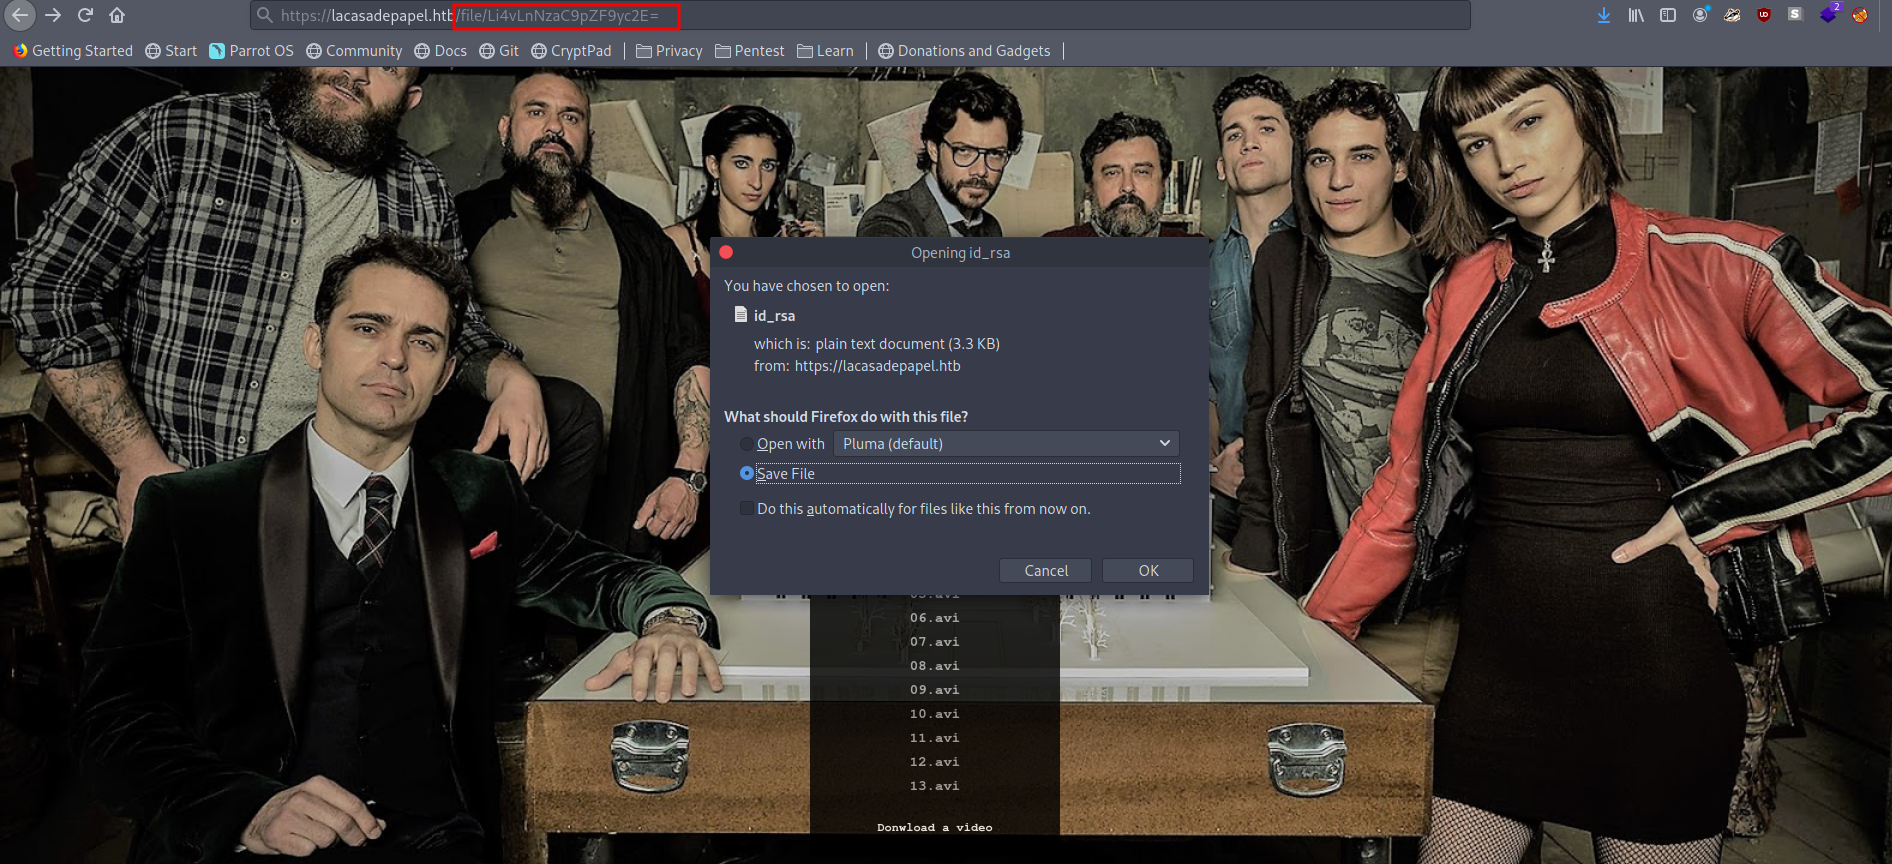 https://lacasadepapel.htb/file/Li4vLnNzaC9pZF9yc2E=
2
Getting Started Start Parrot OS Community Docs Git CryptPad Privacy Pentest Learn Donations and Gadgets
Opening id_rsa
You have chosen to open:
id_rsa
which is: plain text document (3.3 KB)
from: https://lacasadepapel.htb
What should Firefox do with this file?
Open with Pluma (default)
Save File
Do this automatically for files like this from now on.
Cancel OK
06.avi
07.avi
08.avi
09.avi
10.avi
11.avi
12.avi
13.avi
Donwload a video